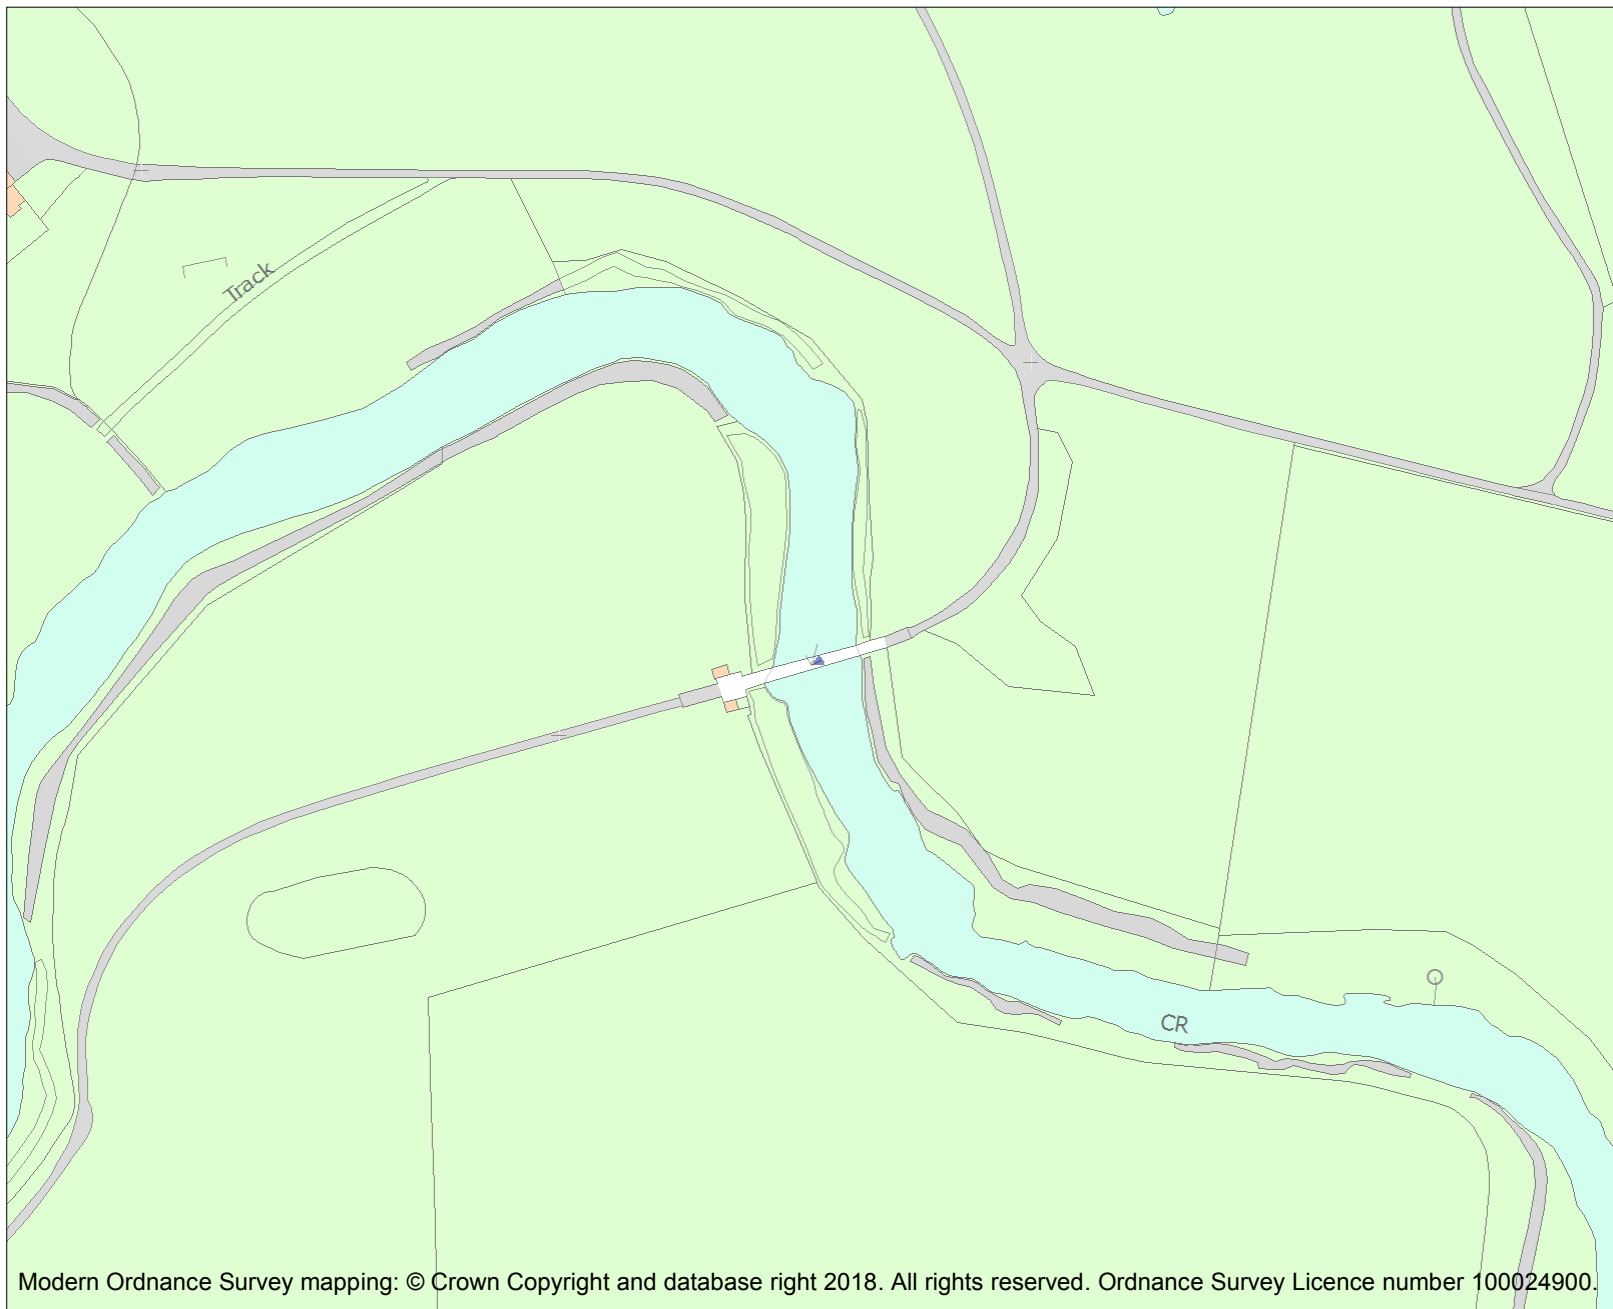 Track
CR
Modern Ordnance Survey mapping: © Crown Copyright and database right 2018. All rights reserved. Ordnance Survey Licence number 100024900.